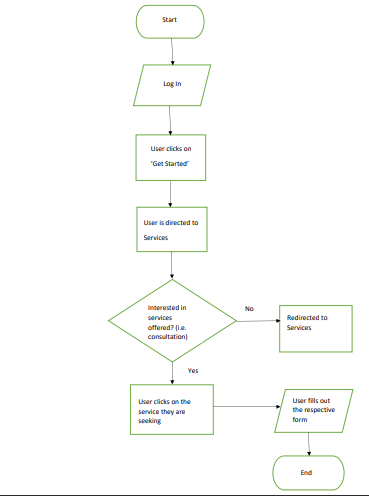 Start
Log In
User clicks on
'Get Started'
User is directed to
Services
Interested in
services
offered? (i.e.
consultation)
No
Redirected to
Services
Yes
User clicks on the
service they are
seeking
User fills out
the respective
form
End